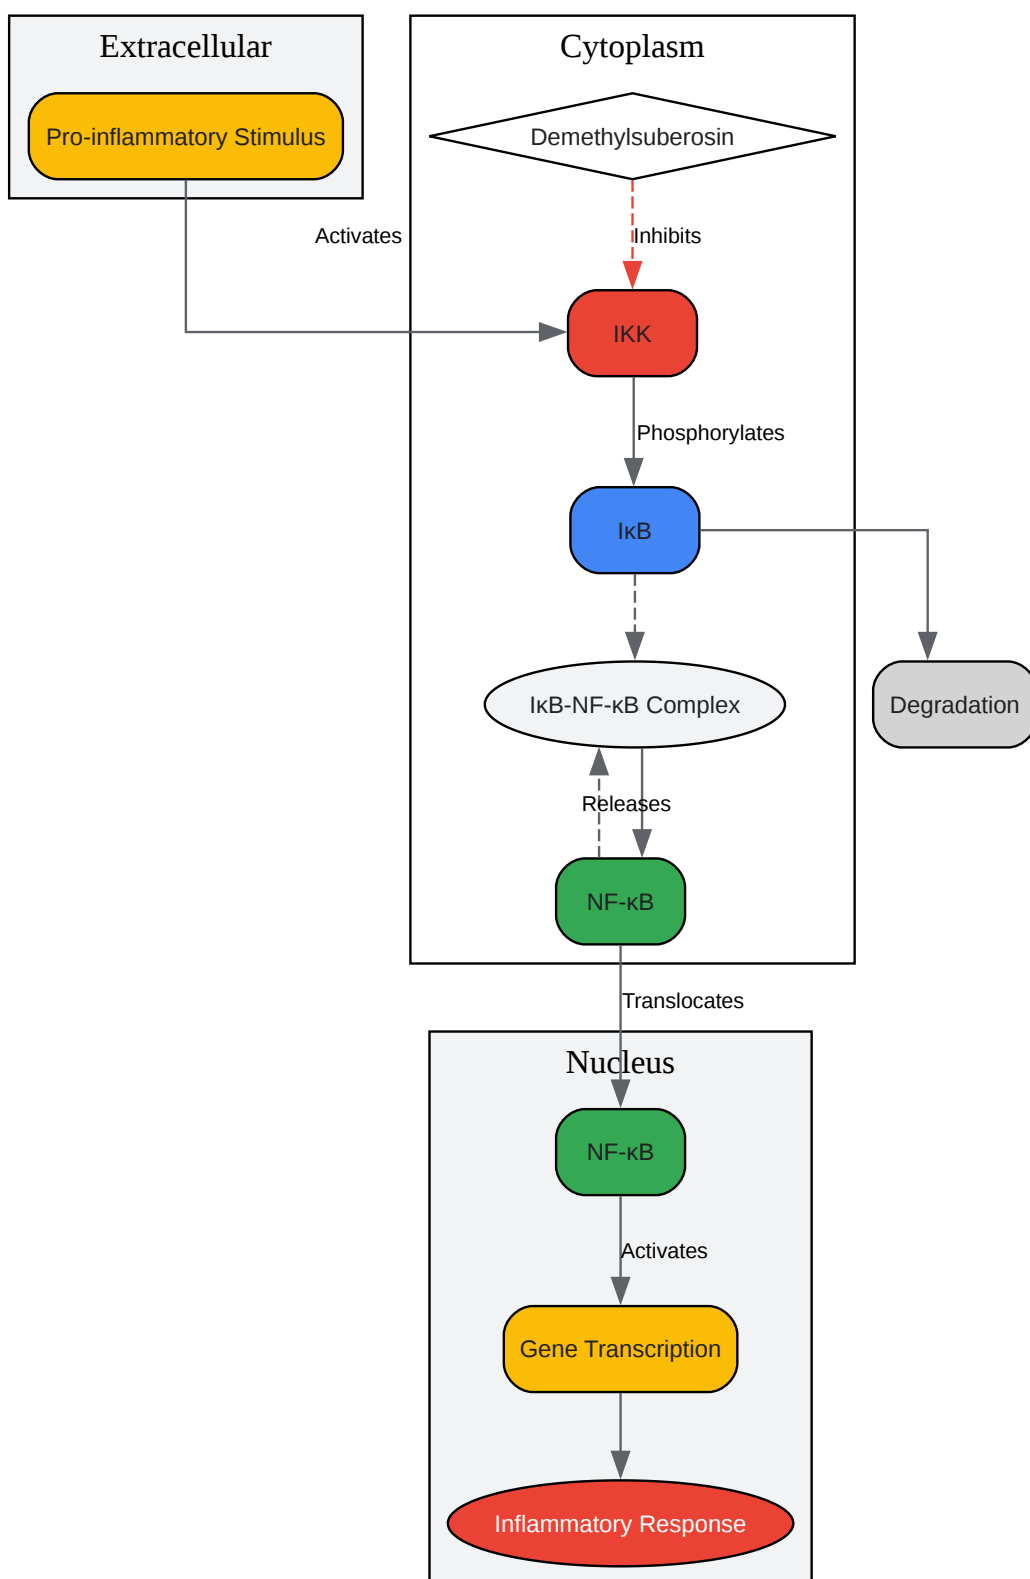 Extracellular
Cytoplasm
Pro-inflammatory Stimulus
Demethylsuberosin
Activates
Inhibits
IKK
Phosphorylates
IκB
IκB-NF-κB Complex
Degradation
Releases
NF-κB
Translocates
Nucleus
NF-κB
Activates
Gene Transcription
Inflammatory Response